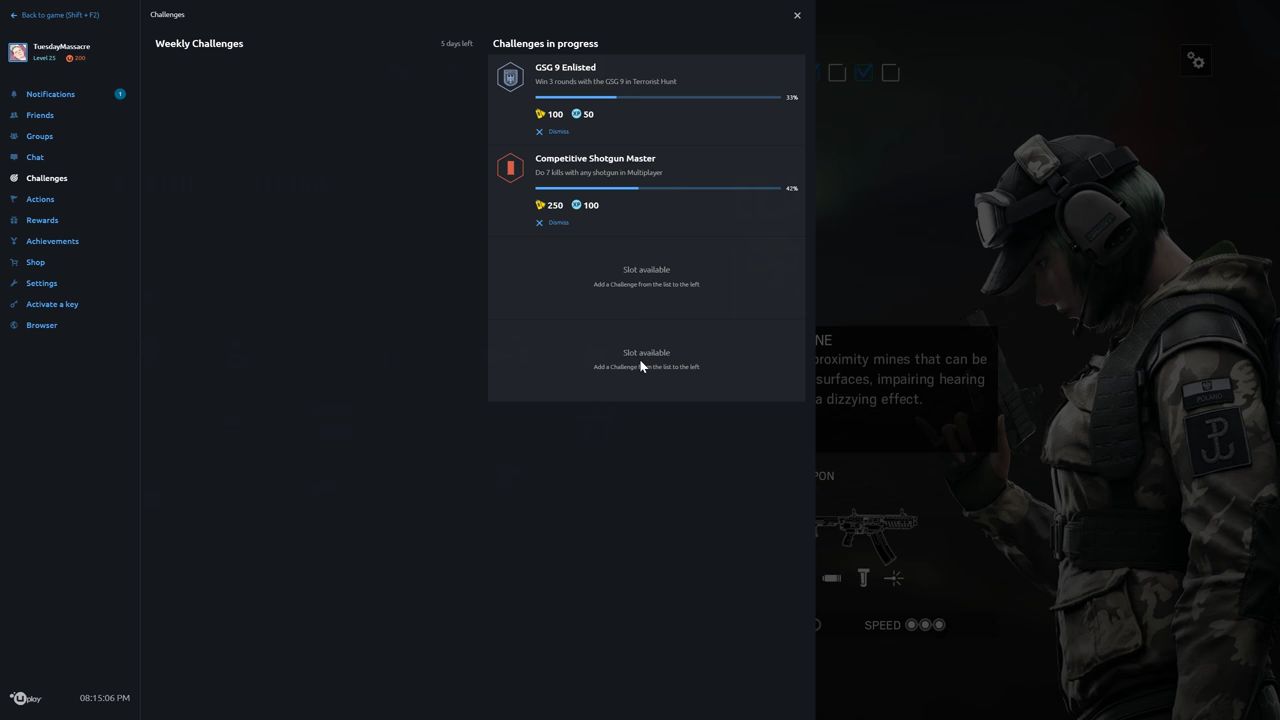 Back to game (Shift + F2)
TuesdayMassacre
Level 25
200
Notifications
1
Friends
Groups
Chat
Challenges
Actions
Rewards
Achievements
Shop
Settings
Activate a key
Browser
uplay
08:15:06 PM
Challenges
Weekly Challenges
5 days left
Challenges in progress
GSG 9 Enlisted
Win 3 rounds with the GSG 9 in Terrorist Hunt
33%
100
XP 50
Dismiss
Competitive Shotgun Master
Do 7 kills with any shotgun in Multiplayer
42%
250
XP 100
Dismiss
Slot available
Add a Challenge from the list to the left
Slot available
Add a Challenge from the list to the left
NE
proximity mines that can be
surfaces, impairing hearing
a dizzying effect.
PON
SPEED
POLAND